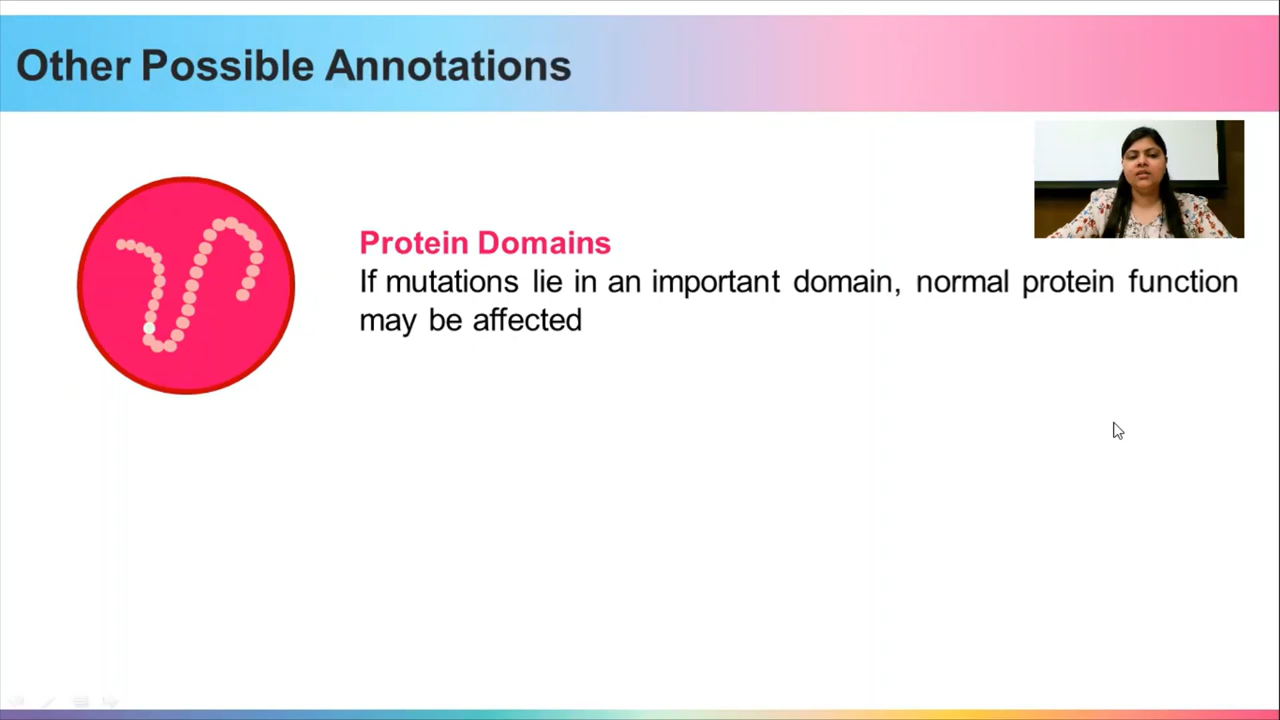 Other Possible Annotations
Protein Domains
If mutations lie in an important domain, normal protein function
may be affected